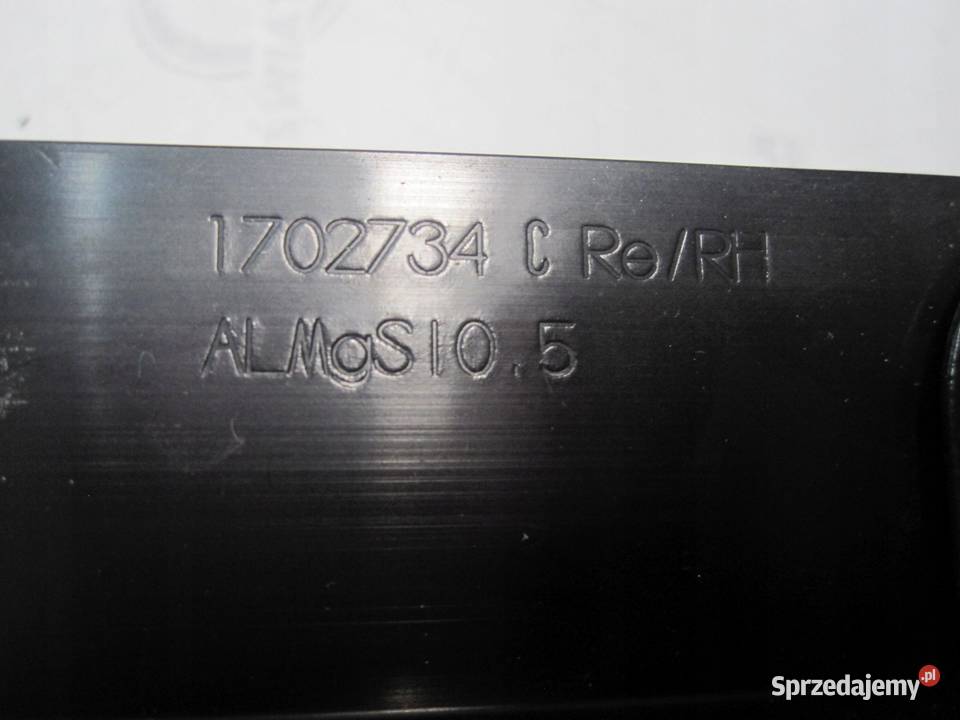 1702734 C Re/RH
ALMgSI0.5
Sprzedajemy.pl